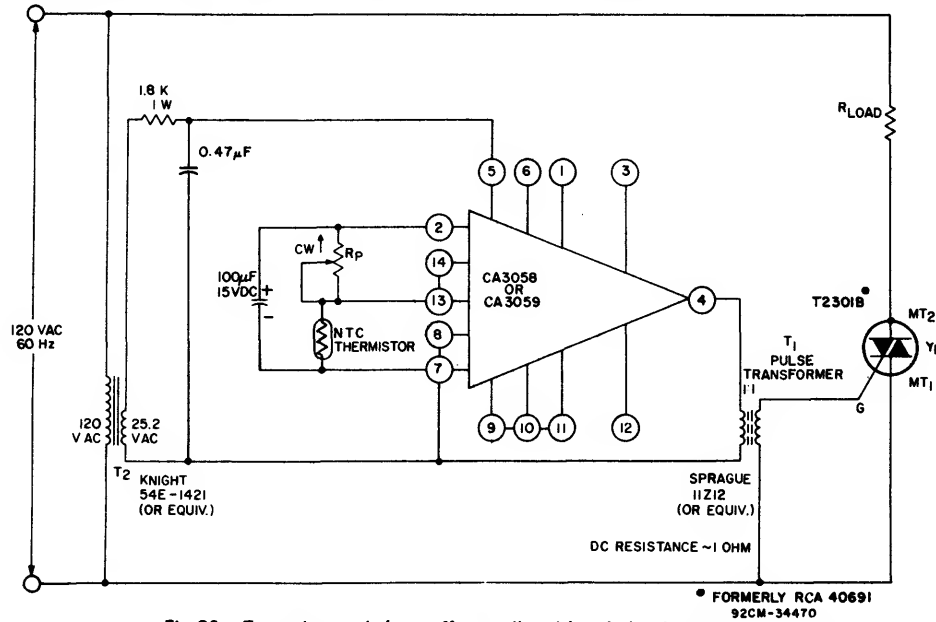 1.8 K
1 W
0.47μF
R LOAD
5
6
1
3
2
14
13
8
7
4
9
10
11
12
CW
RP
100μF
15VDC
+
-
NTC
THERMISTOR
CA3058
OR
CA3059
T2301B*
MT2
Y1
MT1
G
T1
PULSE
TRANSFORMER
1:1
120 VAC
60 Hz
120
V AC
25.2
VAC
T2
KNIGHT
54E-1421
(OR EQUIV.)
SPRAGUE
11Z12
(OR EQUIV.)
DC RESISTANCE ~1 OHM
* FORMERLY RCA 40691
92CM-34470